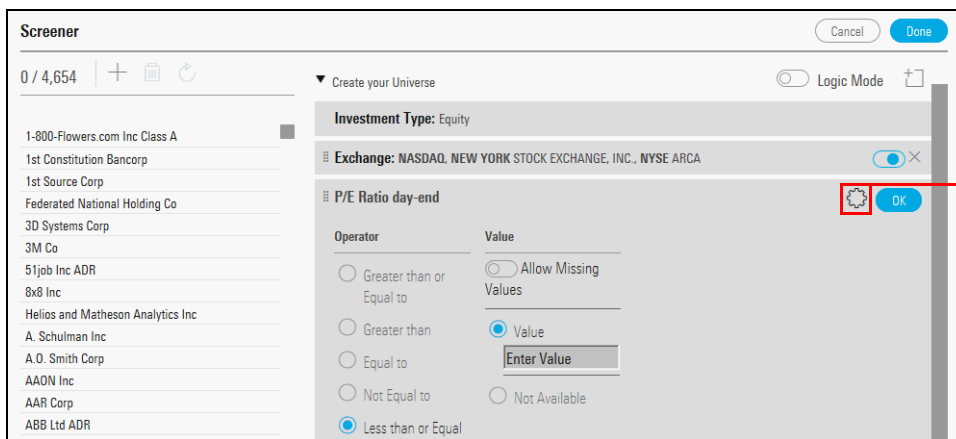 Screener
Cancel
Done
0 / 4,654
Create your Universe
Logic Mode
Investment Type: Equity
1-800-Flowers.com Inc Class A
1st Constitution Bancorp
1st Source Corp
Federated National Holding Co
3D Systems Corp
3M Co
51job Inc ADR
8x8 Inc
Helios and Matheson Analytics Inc
A. Schulman Inc
A.O. Smith Corp
AAON Inc
AAR Corp
ABB Ltd ADR
Exchange: NASDAQ, NEW YORK STOCK EXCHANGE, INC., NYSE ARCA
P/E Ratio day-end
OK
Operator
Greater than or
Equal to
Greater than
Equal to
Not Equal to
Less than or Equal
Value
Allow Missing
Values
Value
Enter Value
Not Available